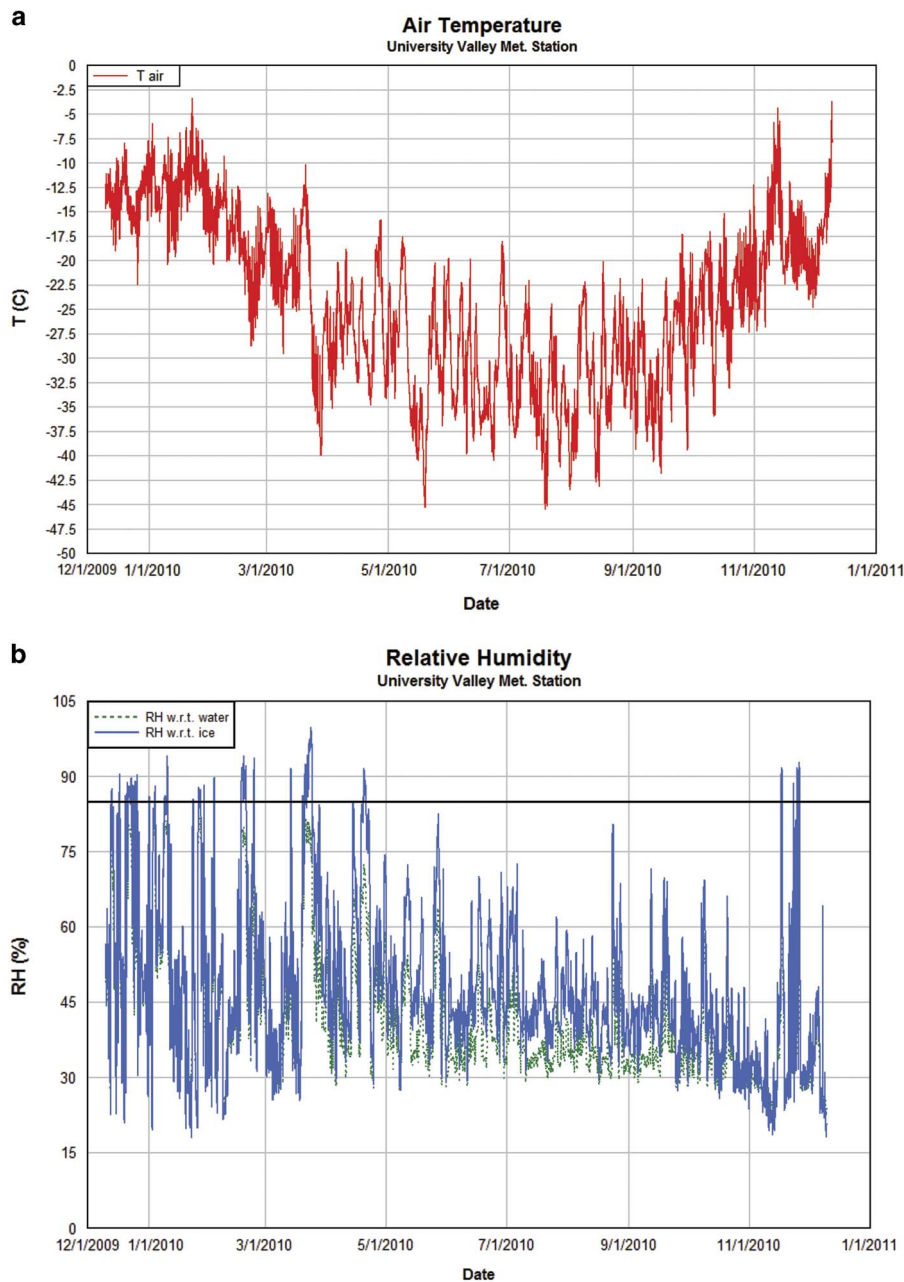 a
Air Temperature
University Valley Met. Station
T air
0
-2.5
-5
-7.5
-10
-12.5
-15
-17.5
-20
-22.5
-25
-27.5
-30
-32.5
-35
-37.5
-40
-42.5
-45
-47.5
-50
T (C)
12/1/2009 1/1/2010 3/1/2010 5/1/2010 7/1/2010 9/1/2010 11/1/2010 1/1/2011
Date
b
Relative Humidity
University Valley Met. Station
RH w.r.t. water
RH w.r.t. ice
105
90
75
60
45
30
15
0
RH (%)
12/1/2009 1/1/2010 3/1/2010 5/1/2010 7/1/2010 9/1/2010 11/1/2010 1/1/2011
Date